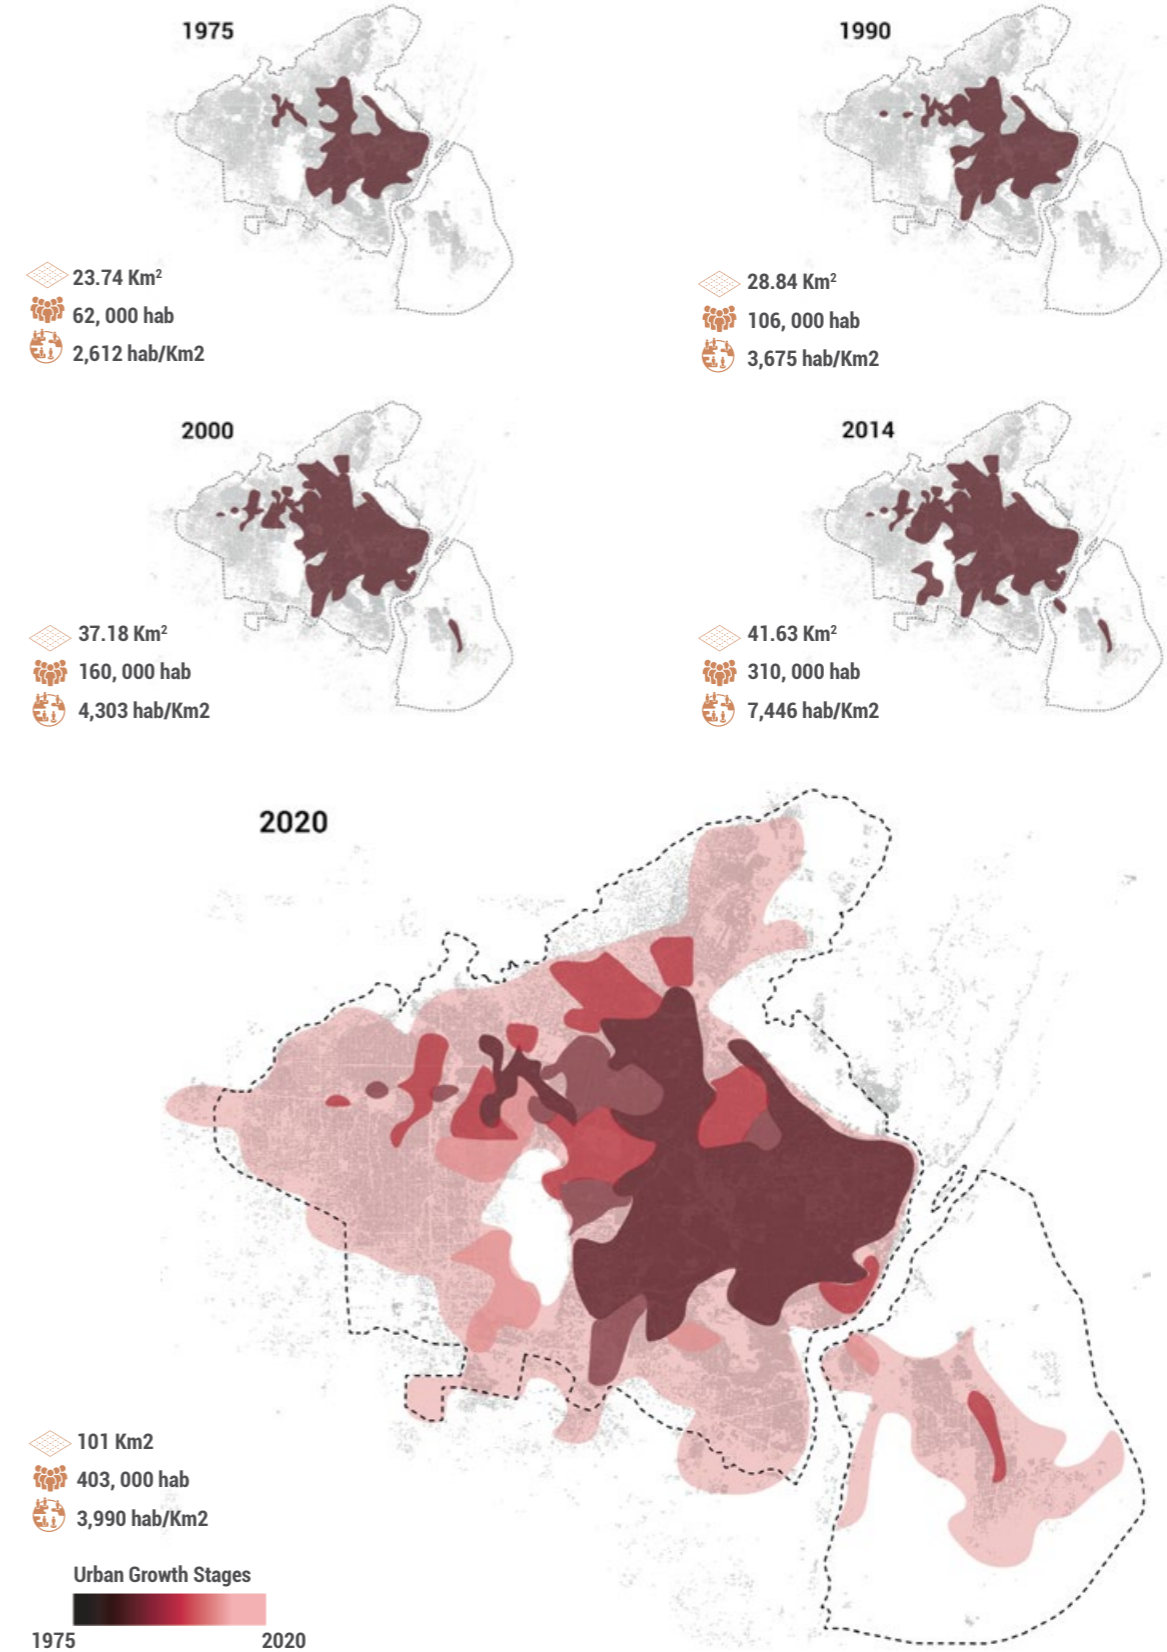 1975
23.74 Km²
62, 000 hab
2,612 hab/Km2
1990
28.84 Km²
106, 000 hab
3,675 hab/Km2
2000
37.18 Km²
160, 000 hab
4,303 hab/Km2
2014
41.63 Km²
310, 000 hab
7,446 hab/Km2
2020
101 Km2
403, 000 hab
3,990 hab/Km2
Urban Growth Stages
1975 2020